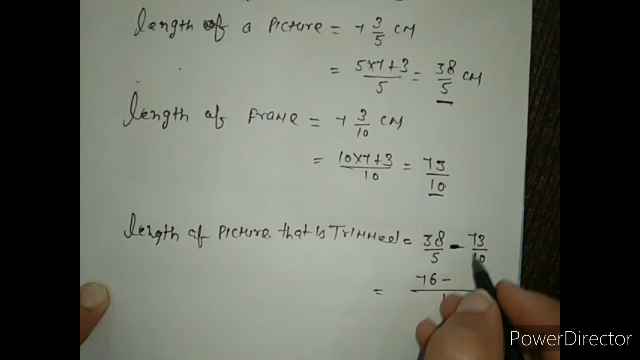 length of a picture = 7 3/5 cm
= 5×7+3/5 = 38/5 cm
length of frame = 7 3/10 cm
= 10×7+3/10 = 73/10
length of picture that is Trimmed = 38/5 - 73/10
= 76 -
PowerDirector